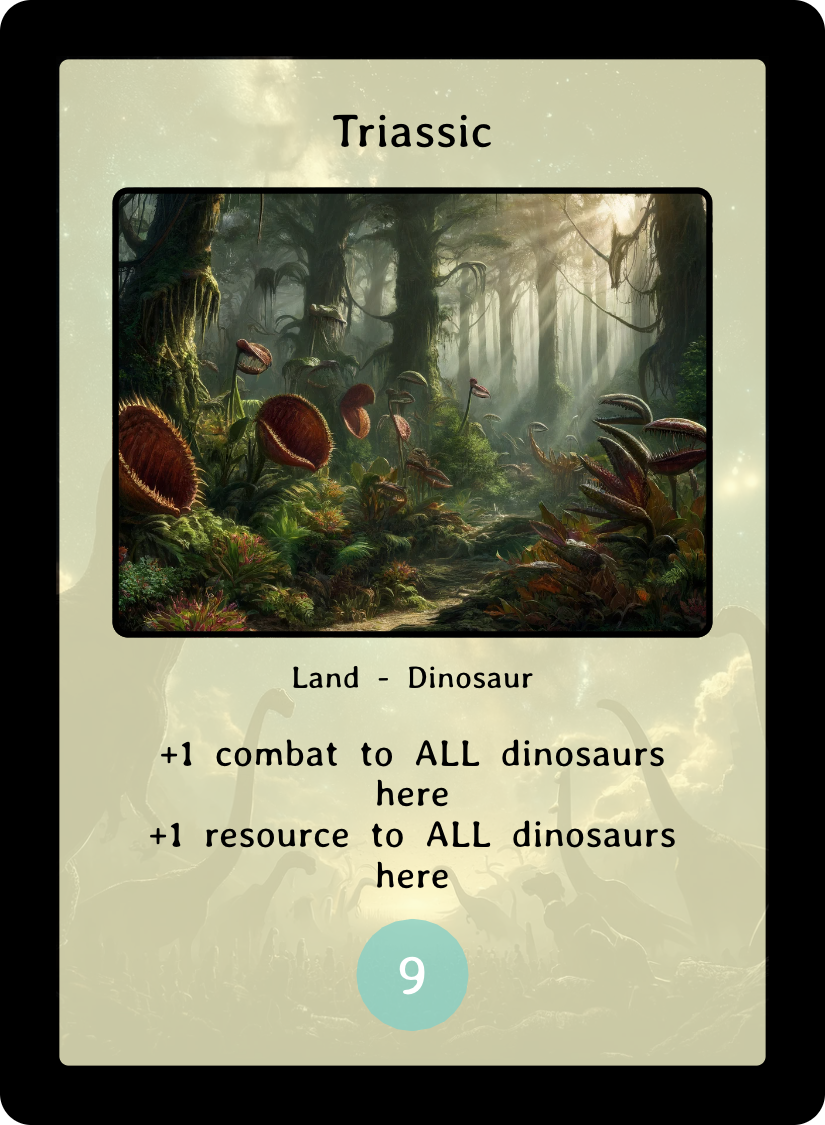 Triassic
Land - Dinosaur
+1 combat to ALL dinosaurs
here
+1 resource to ALL dinosaurs
here
9